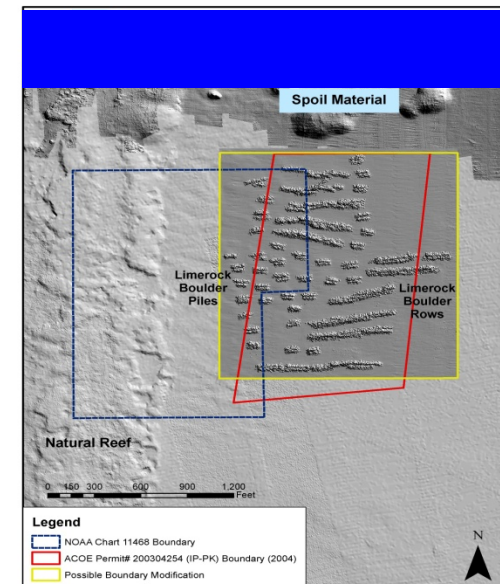 Spoil Material
Limerock
Boulder
Piles
Limerock
Boulder
Rows
Natural Reef
0 150 300 600 900 1,200
Feet
Legend
NOAA Chart 11468 Boundary
ACOE Permit# 200304254 (IP-PK) Boundary (2004)
Possible Boundary Modification
N